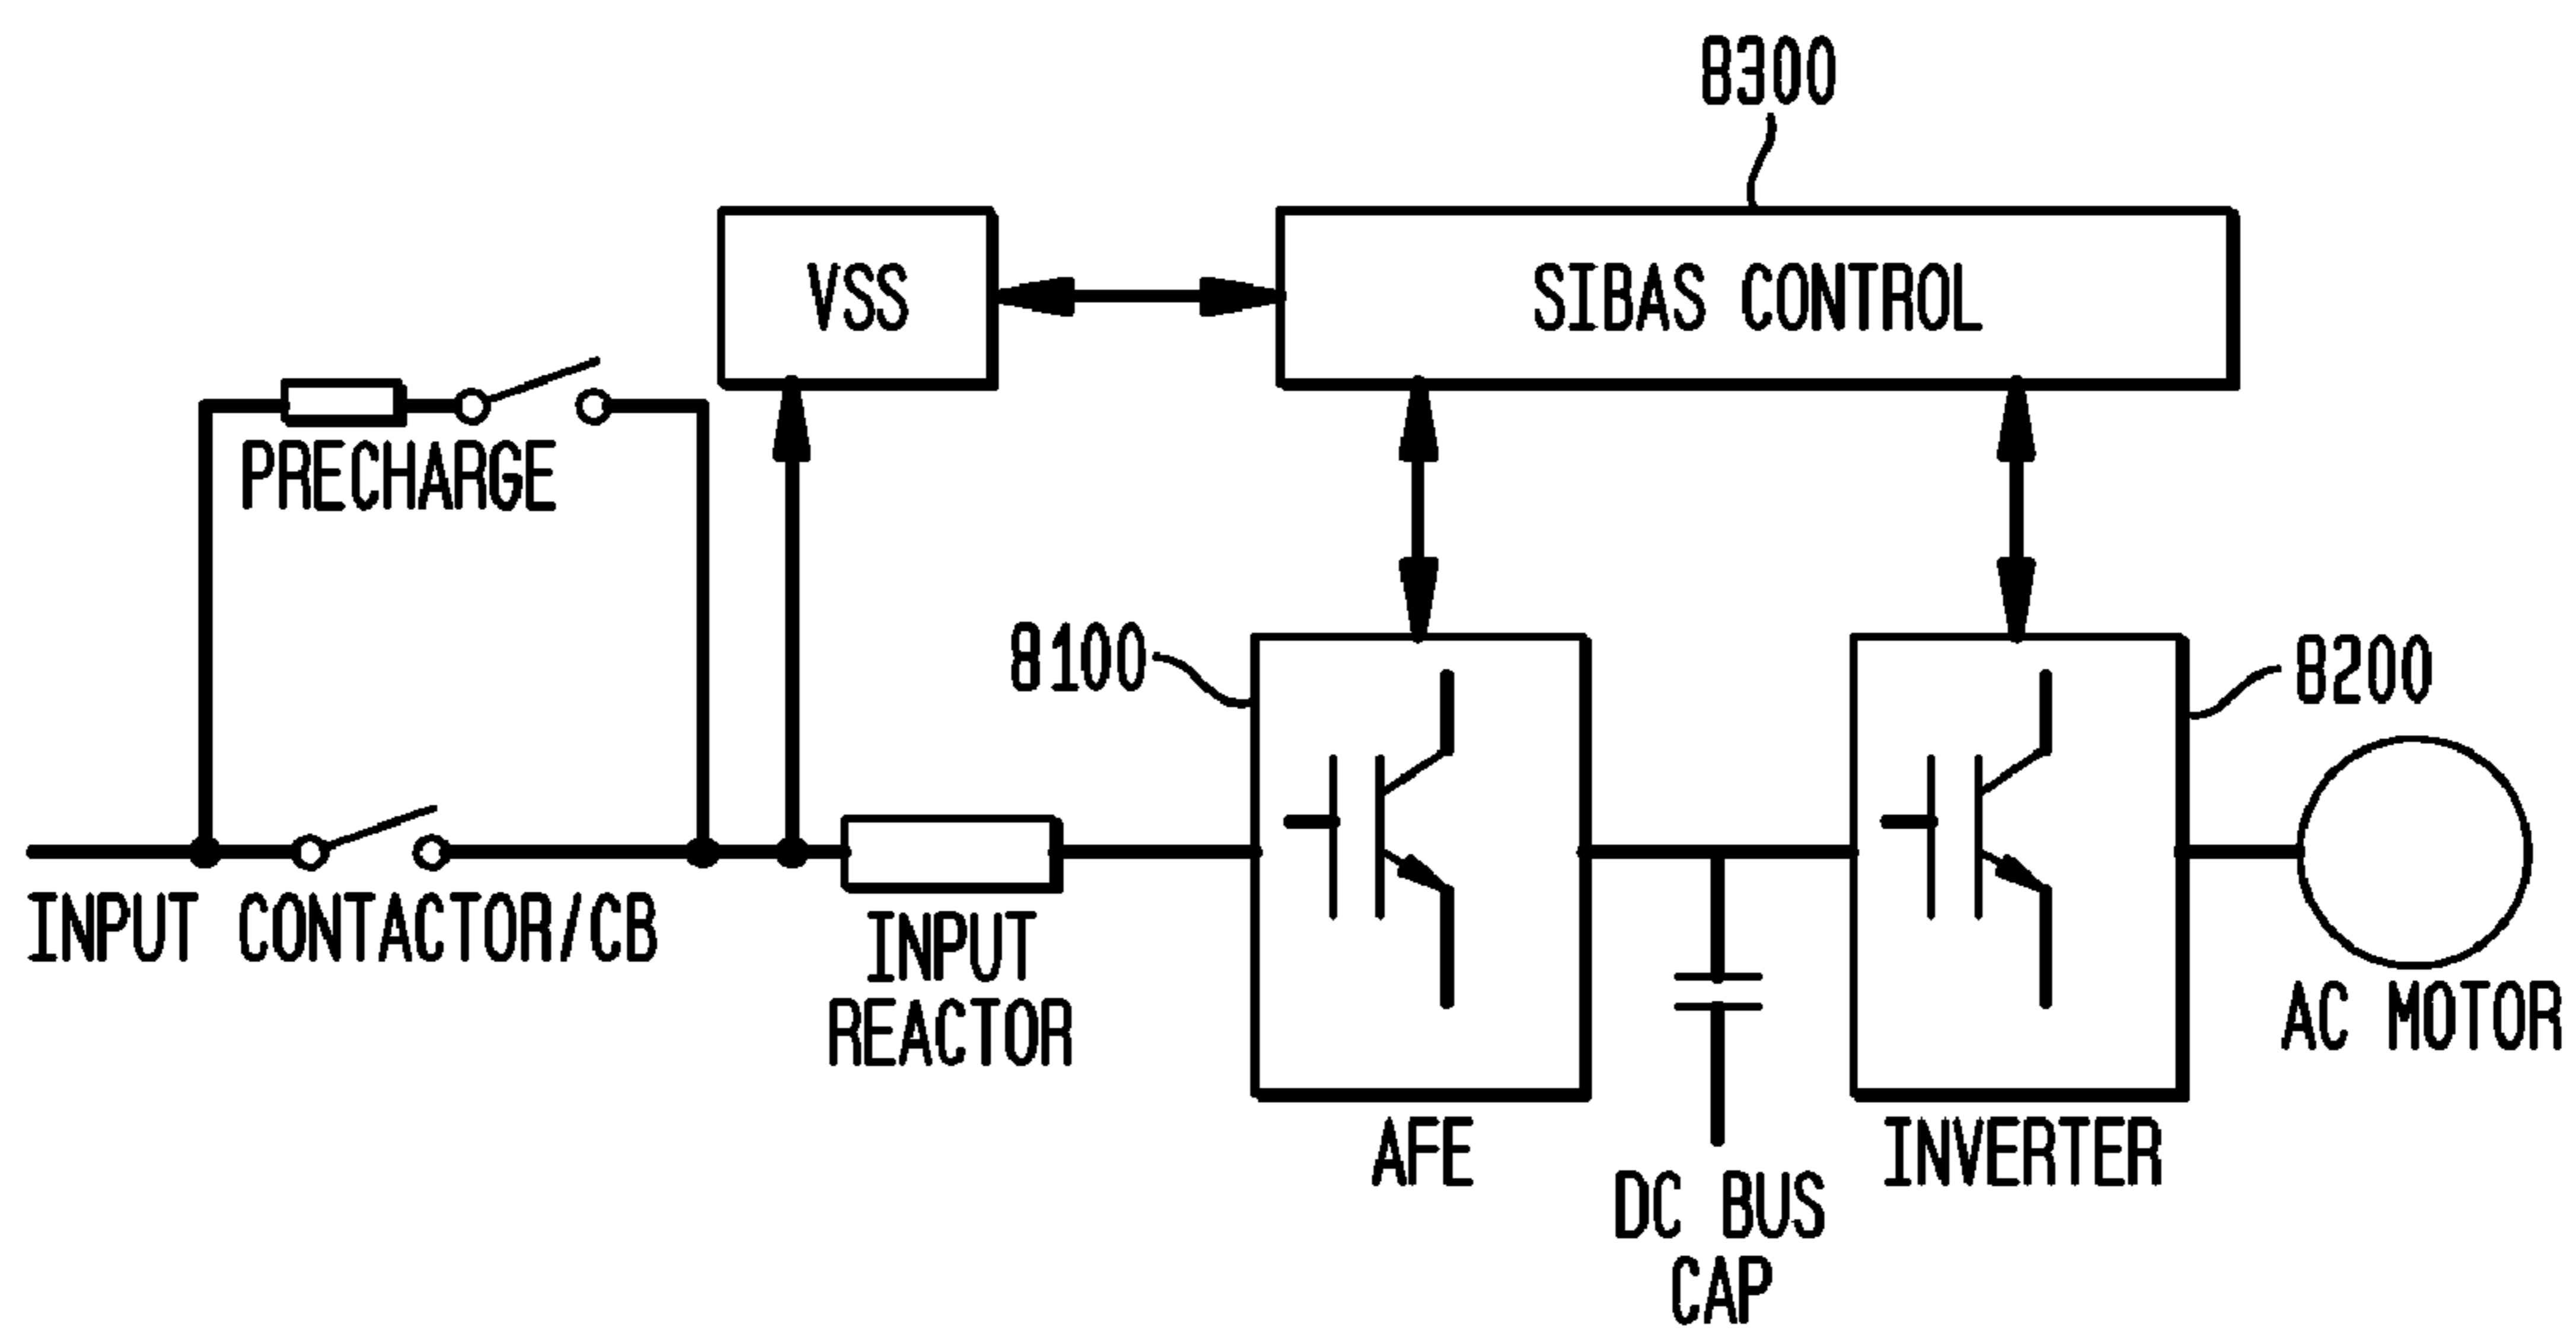 8300
VSS
SIBAS CONTROL
PRECHARGE
8100
8200
INPUT CONTACTOR/CB
INPUT
REACTOR
AC MOTOR
AFE
INVERTER
DC BUS
CAP